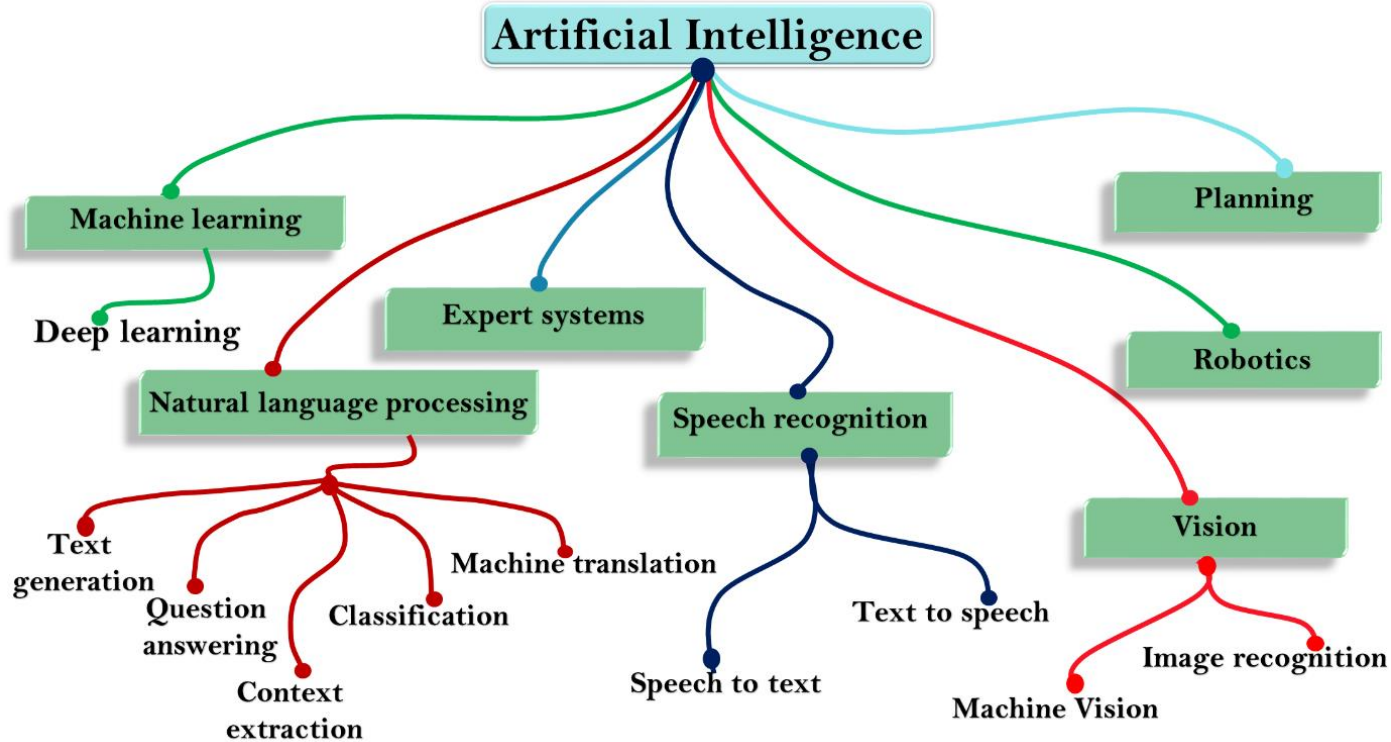 Artificial Intelligence
Machine learning
Deep learning
Natural language processing
Text
generation
Question
answering
Context
extraction
Classification
Machine translation
Expert systems
Speech recognition
Speech to text
Text to speech
Vision
Machine Vision
Image recognition
Robotics
Planning